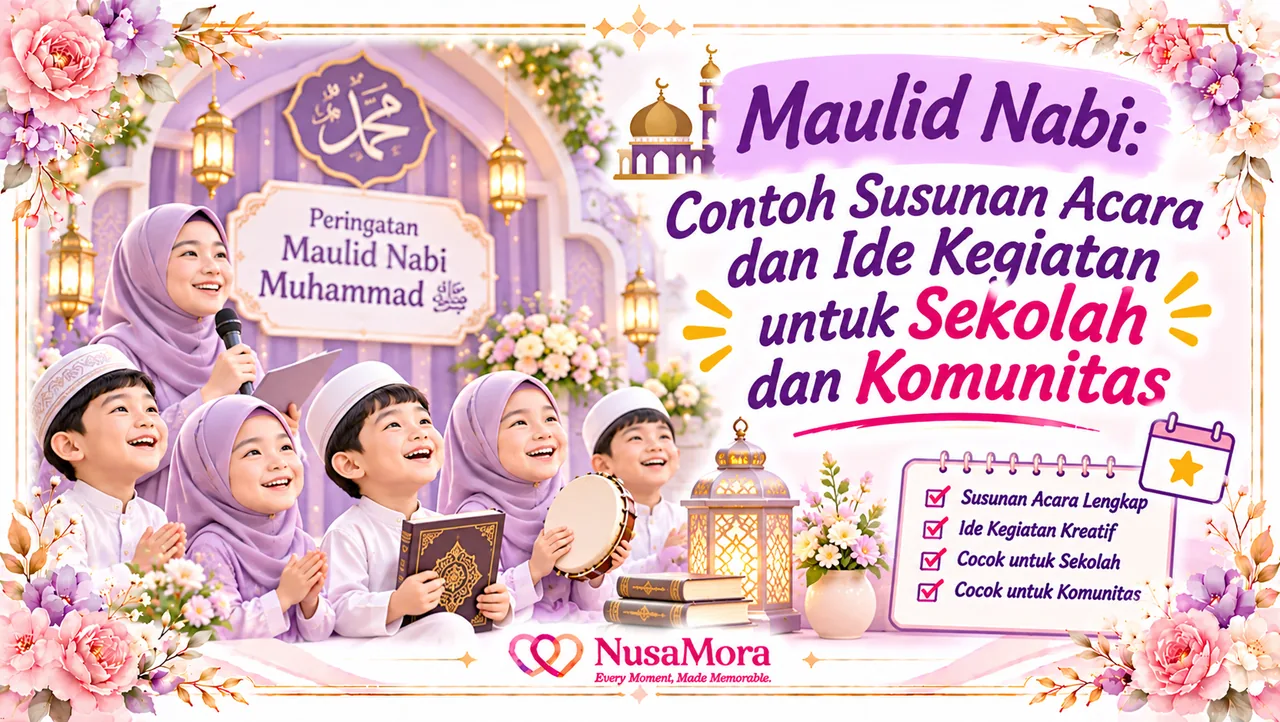 محمد
Peringatan
Maulid Nabi
Muhammad ﷺ
Maulid Nabi:
Contoh Susunan Acara
dan Ide Kegiatan
untuk Sekolah
dan Komunitas
Susunan Acara Lengkap
Ide Kegiatan Kreatif
Cocok untuk Sekolah
Cocok untuk Komunitas
NusaMora
Every Moment, Made Memorable.